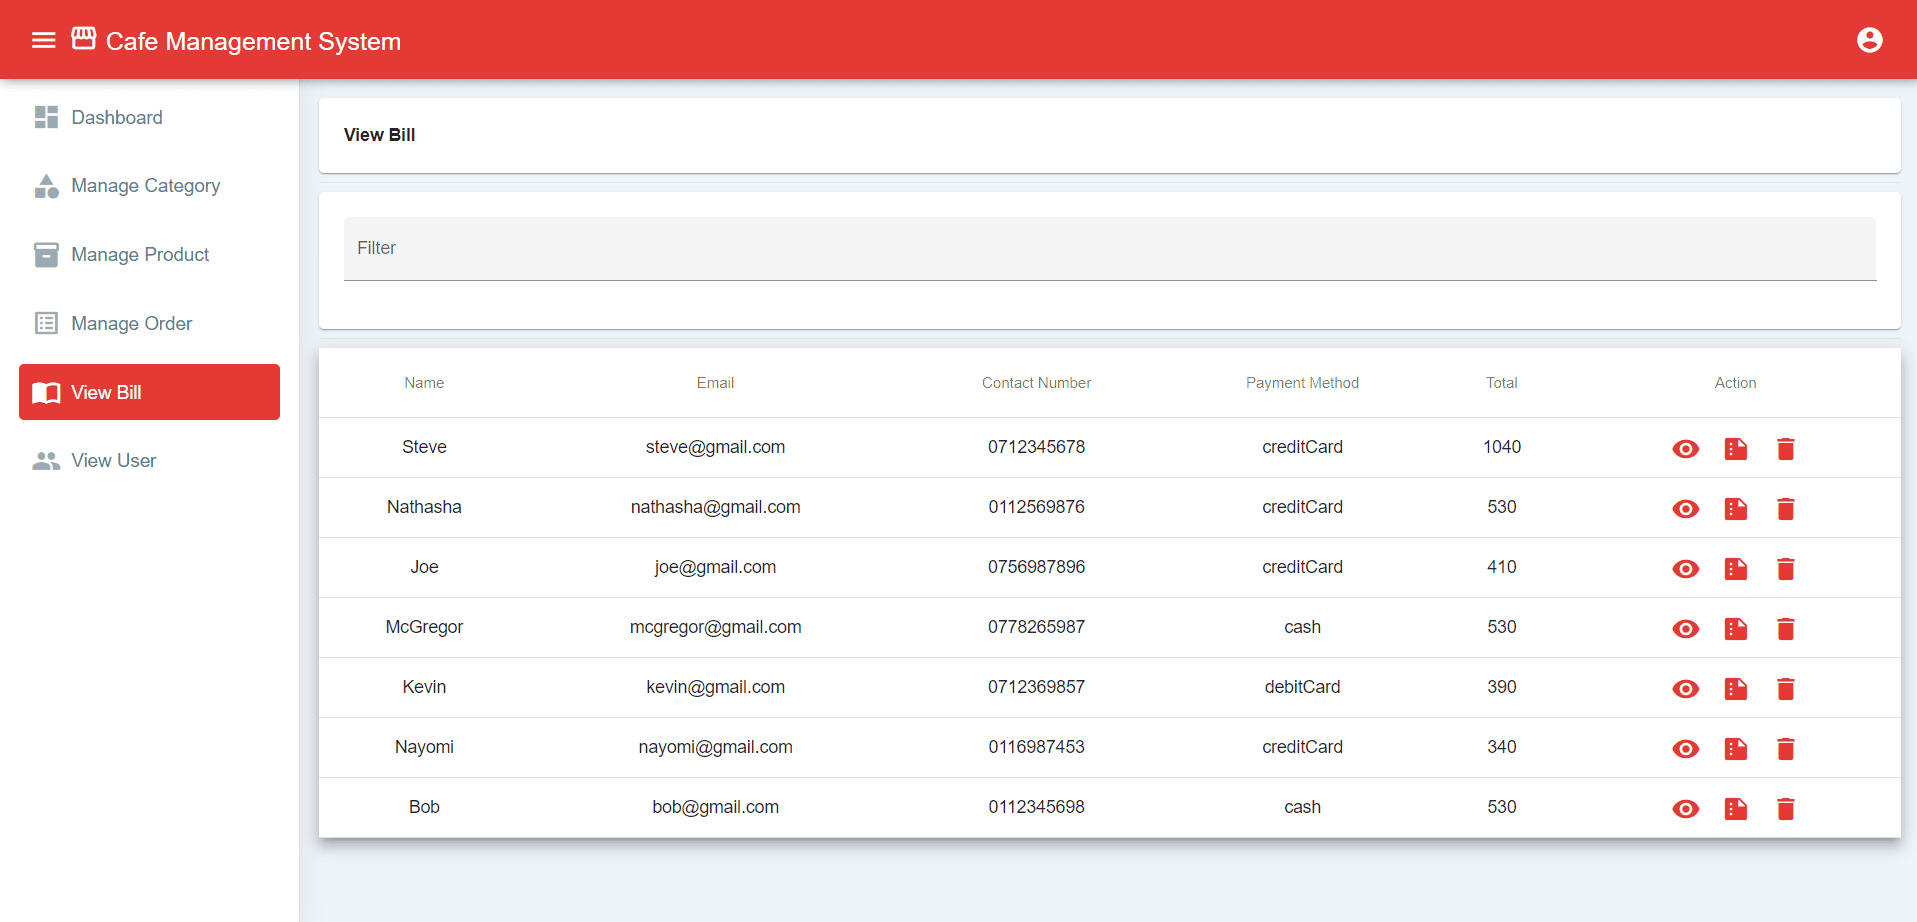 Cafe Management System
Dashboard
Manage Category
Manage Product
Manage Order
View Bill
View User
View Bill
Filter
Name Email Contact Number Payment Method Total Action
Steve steve@gmail.com 0712345678 creditCard 1040
Nathasha nathasha@gmail.com 0112569876 creditCard 530
Joe joe@gmail.com 0756987896 creditCard 410
McGregor mcgregor@gmail.com 0778265987 cash 530
Kevin kevin@gmail.com 0712369857 debitCard 390
Nayomi nayomi@gmail.com 0116987453 creditCard 340
Bob bob@gmail.com 0112345698 cash 530